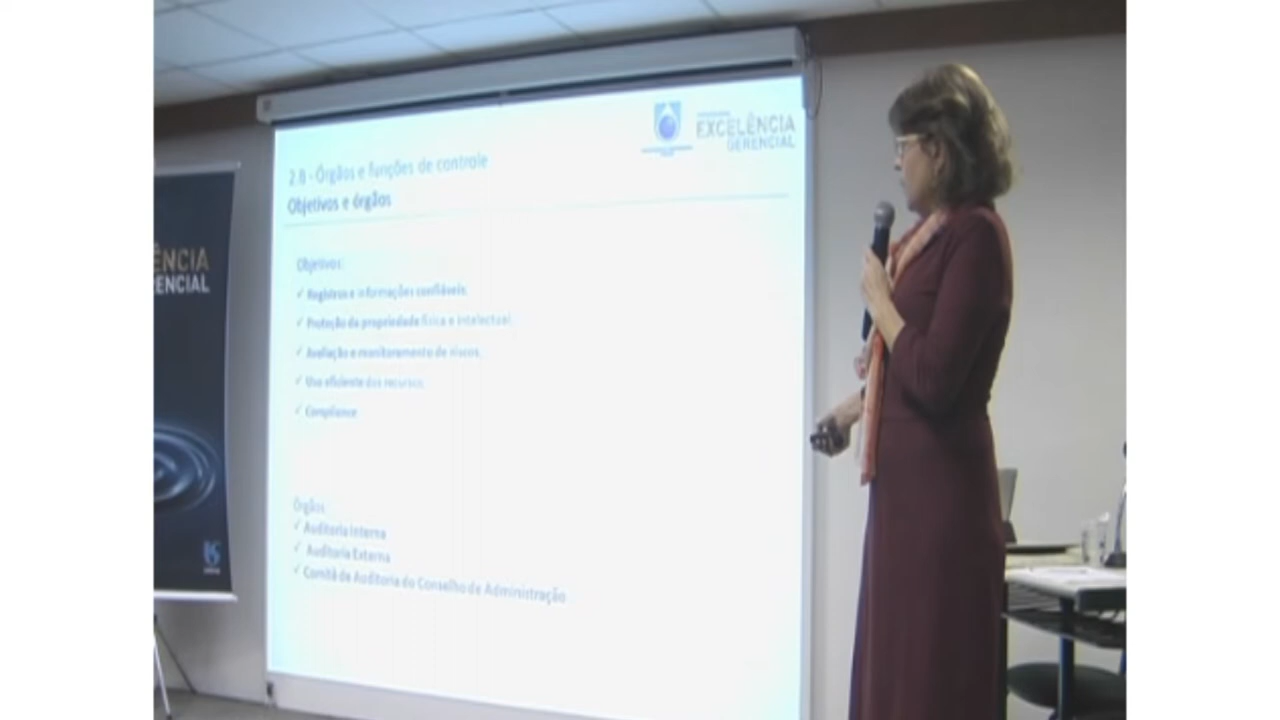 EXCELÊNCIA
GERENCIAL
2.8 - Órgãos e funções de controle
Objetivos e órgãos
Objetivos:
✓ Registros e informações confiáveis;
✓ Proteção da propriedade física e intelectual;
✓ Avaliação e monitoramento de riscos;
✓ Uso eficiente dos recursos;
✓ Compliance
Órgãos
✓ Auditoria Interna
✓ Auditoria Externa
✓ Comitê de Auditoria do Conselho de Administração
ÊNCIA
ENCIAL